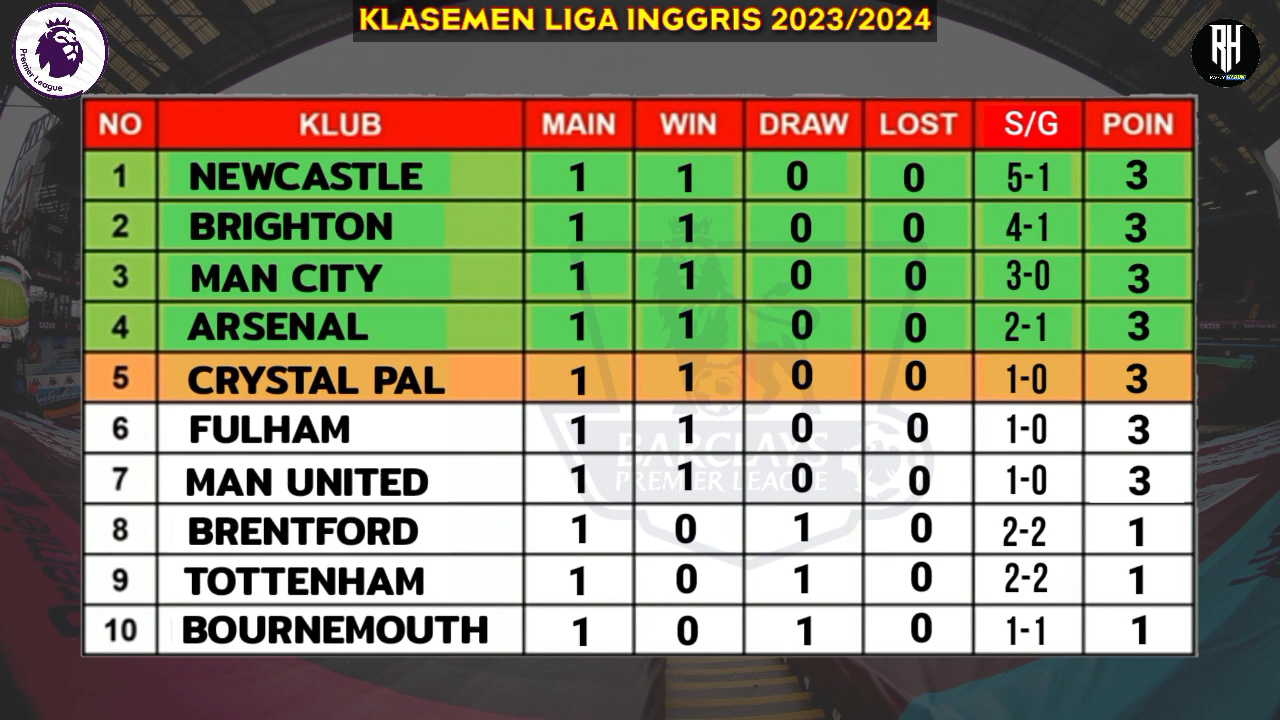 KLASEMEN LIGA INGGRIS 2023/2024
Premier League
RH
NO KLUB MAIN WIN DRAW LOST S/G POIN
1 NEWCASTLE 1 1 0 0 5-1 3
2 BRIGHTON 1 1 0 0 4-1 3
3 MAN CITY 1 1 0 0 3-0 3
4 ARSENAL 1 1 0 0 2-1 3
5 CRYSTAL PAL 1 1 0 0 1-0 3
6 FULHAM 1 1 0 0 1-0 3
7 MAN UNITED 1 1 0 0 1-0 3
8 BRENTFORD 1 0 1 0 2-2 1
9 TOTTENHAM 1 0 1 0 2-2 1
10 BOURNEMOUTH 1 0 1 0 1-1 1
BARCLAYS
PREMIER LEAGUE